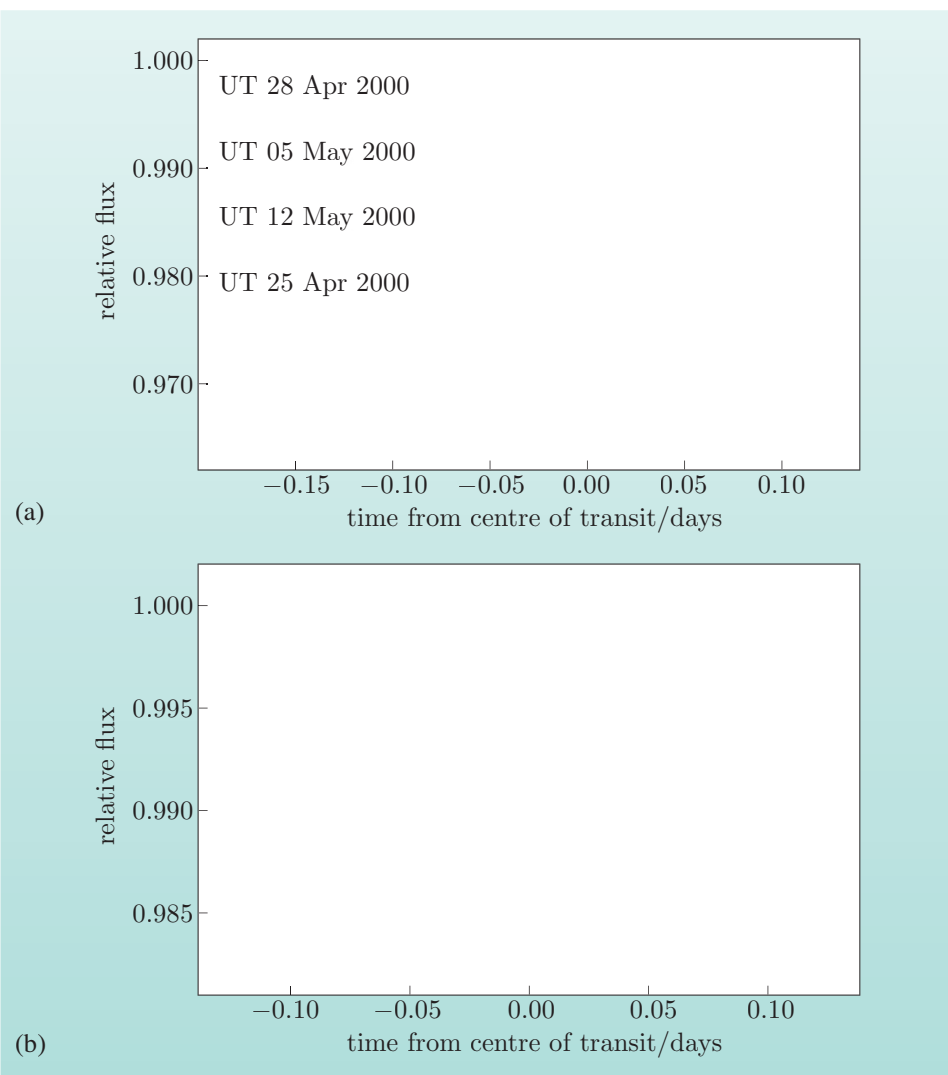 1.000
UT 28 Apr 2000
UT 05 May 2000
0.990
UT 12 May 2000
0.980
UT 25 Apr 2000
0.970
relative flux
−0.15 −0.10 −0.05 0.00 0.05 0.10
time from centre of transit/days
(a)
1.000
0.995
0.990
0.985
relative flux
−0.10 −0.05 0.00 0.05 0.10
time from centre of transit/days
(b)